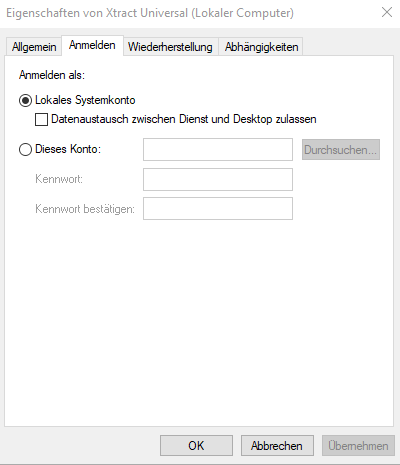 Eigenschaften von Xtract Universal (Lokaler Computer)
Allgemein Anmelden Wiederherstellung Abhängigkeiten
Anmelden als:
Lokales Systemkonto
Datenaustausch zwischen Dienst und Desktop zulassen
Dieses Konto: Durchsuchen...
Kennwort:
Kennwort bestätigen:
OK Abbrechen Übernehmen